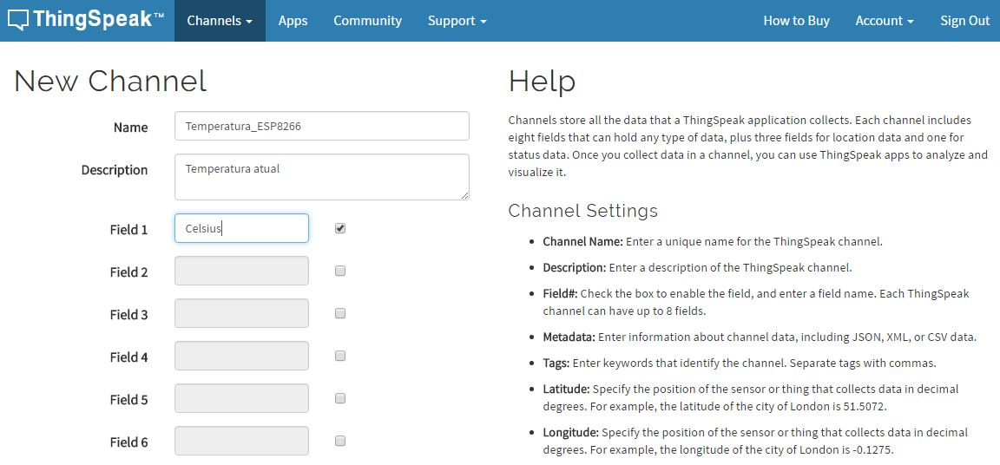 ThingSpeak™ Channels Apps Community Support How to Buy Account Sign Out
New Channel
Name Temperatura_ESP8266
Description Temperatura atual
Field 1 Celsius
Field 2
Field 3
Field 4
Field 5
Field 6
Help
Channels store all the data that a ThingSpeak application collects. Each channel includes
eight fields that can hold any type of data, plus three fields for location data and one for
status data. Once you collect data in a channel, you can use ThingSpeak apps to analyze and
visualize it.
Channel Settings
• Channel Name: Enter a unique name for the ThingSpeak channel.
• Description: Enter a description of the ThingSpeak channel.
• Field#: Check the box to enable the field, and enter a field name. Each ThingSpeak
channel can have up to 8 fields.
• Metadata: Enter information about channel data, including JSON, XML, or CSV data.
• Tags: Enter keywords that identify the channel. Separate tags with commas.
• Latitude: Specify the position of the sensor or thing that collects data in decimal
degrees. For example, the latitude of the city of London is 51.5072.
• Longitude: Specify the position of the sensor or thing that collects data in decimal
degrees. For example, the longitude of the city of London is -0.1275.